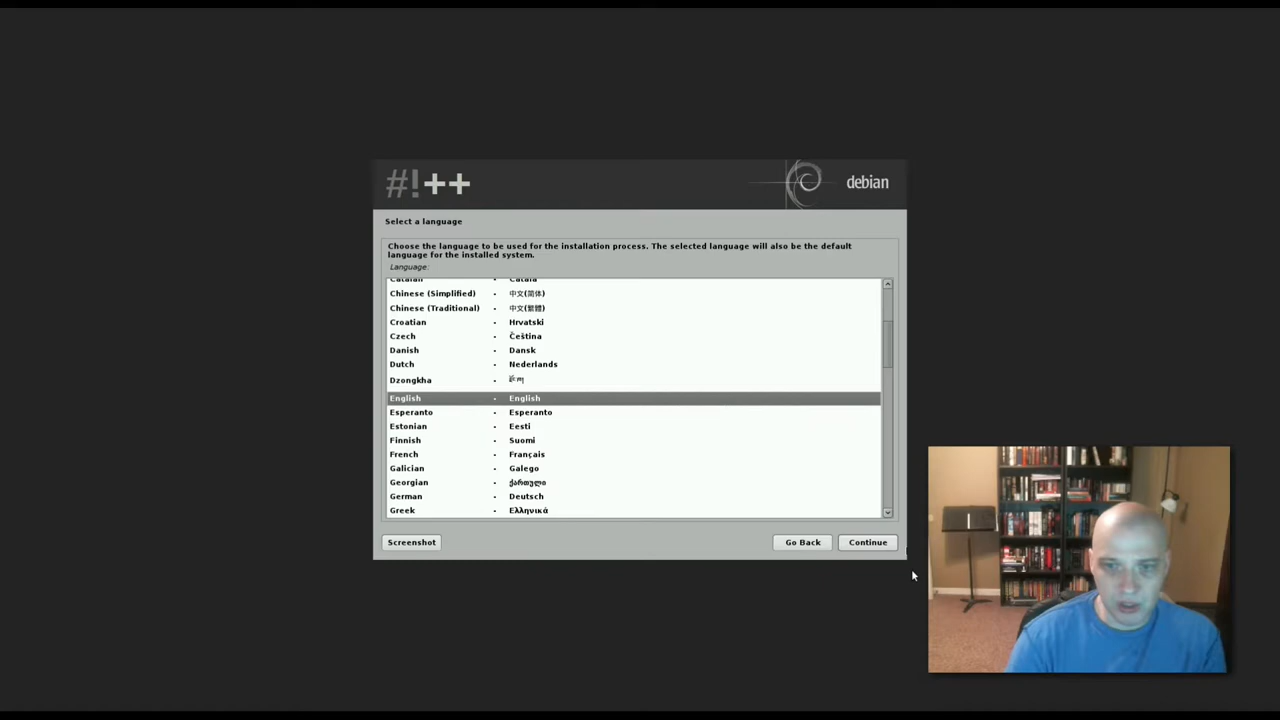 #!++
debian
Select a language
Choose the language to be used for the installation process. The selected language will also be the default
language for the installed system.
Language:
Catalan - Català
Chinese (Simplified) - 中文(简体)
Chinese (Traditional) - 中文(繁體)
Croatian - Hrvatski
Czech - Čeština
Danish - Dansk
Dutch - Nederlands
Dzongkha -
English - English
Esperanto - Esperanto
Estonian - Eesti
Finnish - Suomi
French - Français
Galician - Galego
Georgian - ქართული
German - Deutsch
Greek - Ελληνικά
Screenshot
Go Back
Continue